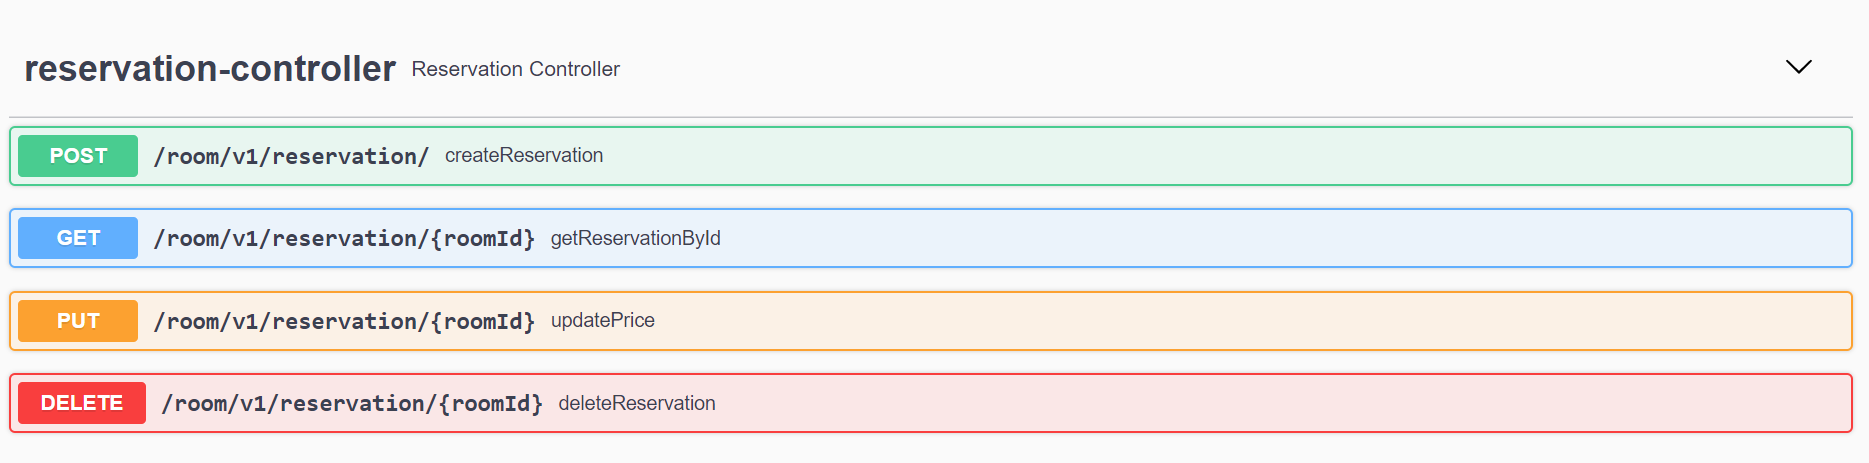 reservation-controller Reservation Controller
POST /room/v1/reservation/ createReservation
GET /room/v1/reservation/{roomId} getReservationById
PUT /room/v1/reservation/{roomId} updatePrice
DELETE /room/v1/reservation/{roomId} deleteReservation